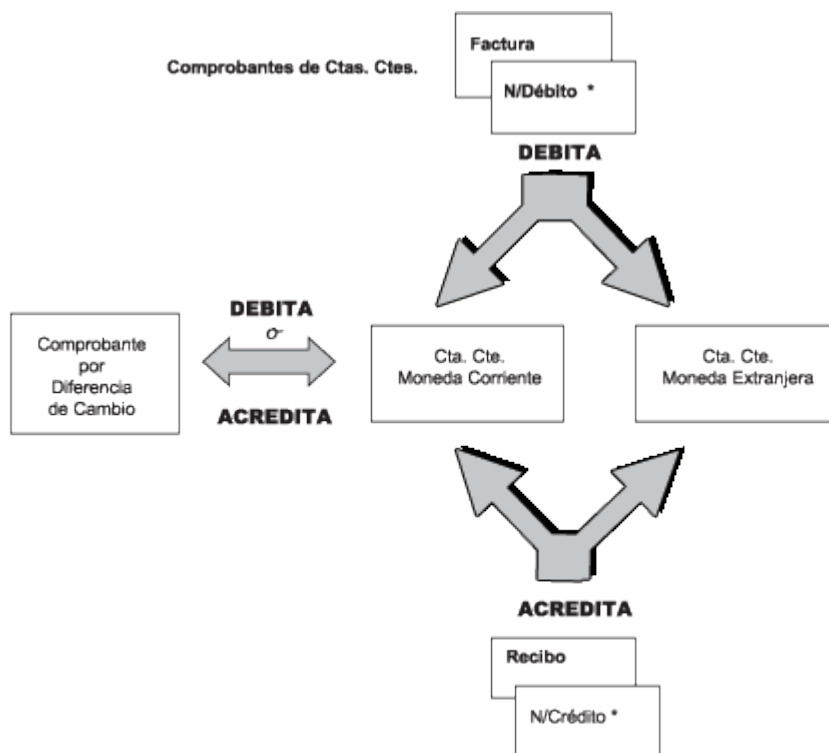 Comprobantes de Ctas. Ctes.
Factura
N/Débito *
DEBITA
DEBITA
o
ACREDITA
Comprobante
por
Diferencia
de Cambio
Cta. Cte.
Moneda Corriente
Cta. Cte.
Moneda Extranjera
ACREDITA
Recibo
N/Crédito *